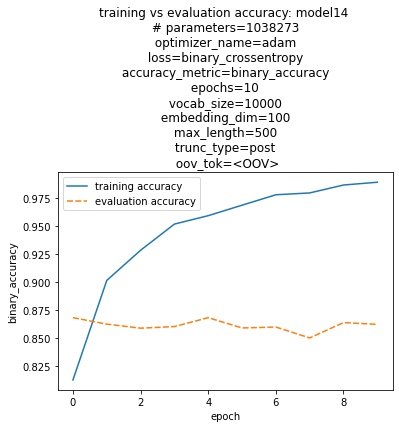 training vs evaluation accuracy: model14
# parameters=1038273
optimizer_name=adam
loss=binary_crossentropy
accuracy_metric=binary_accuracy
epochs=10
vocab_size=10000
embedding_dim=100
max_length=500
trunc_type=post
oov_tok=<OOV>
training accuracy
evaluation accuracy
binary_accuracy
0.975
0.950
0.925
0.900
0.875
0.850
0.825
0 2 4 6 8
epoch